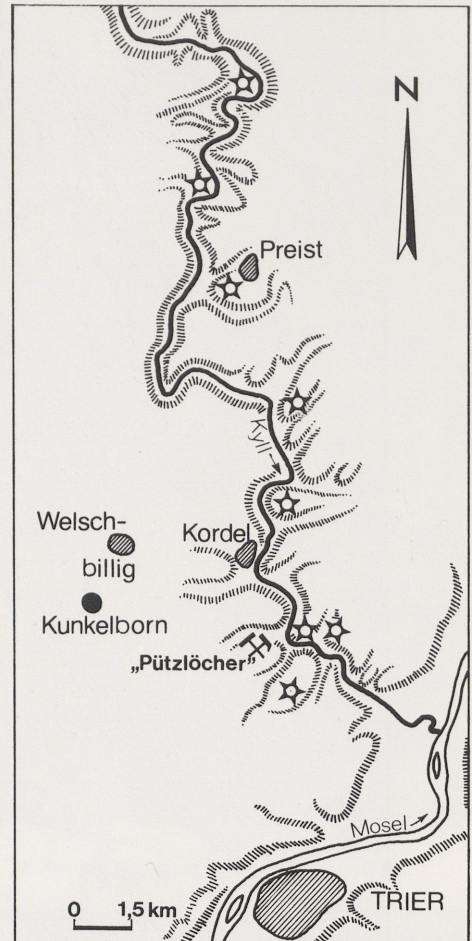 N
Preist
Kyll
Welsch-
billig
Kordel
Kunkelborn
„Pützlöcher”
Mosel
TRIER
0 1,5 km